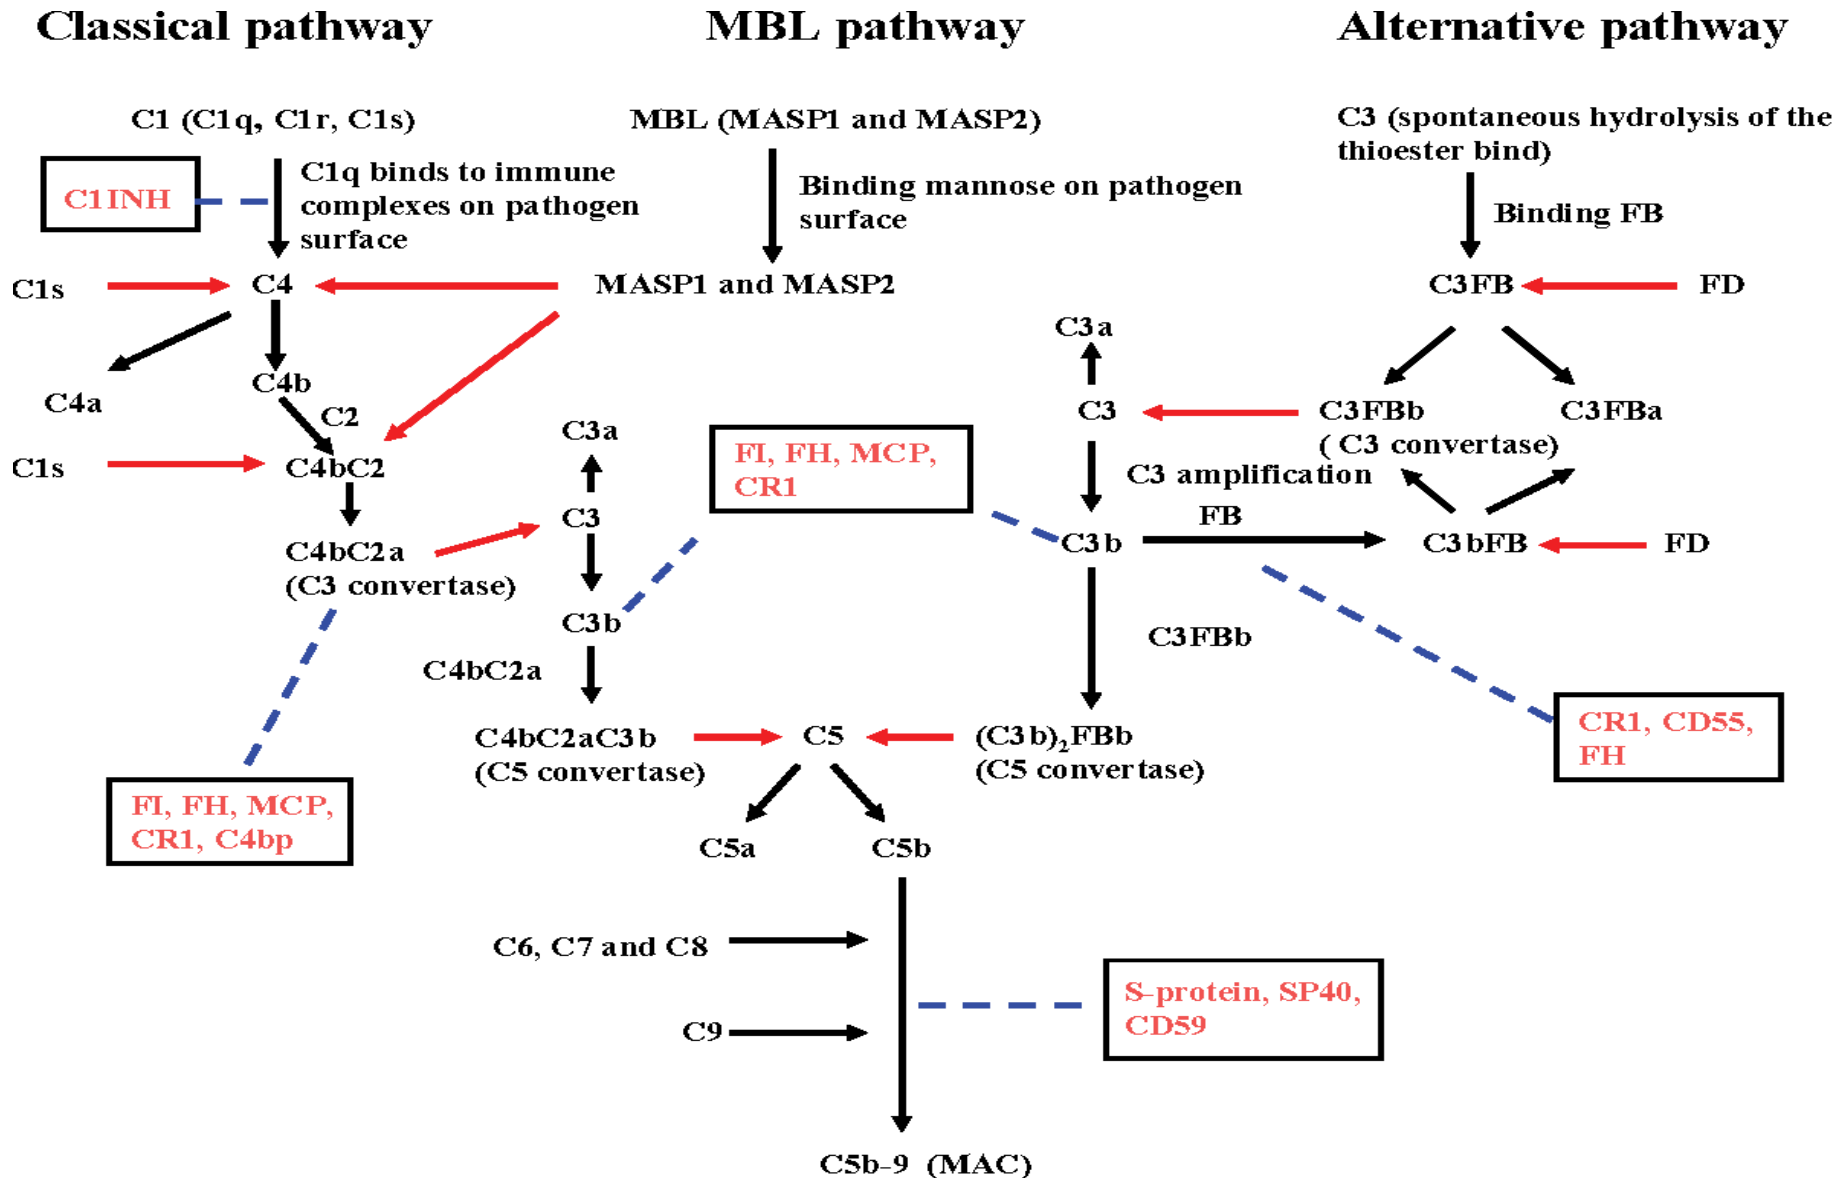 Classical pathway
MBL pathway
Alternative pathway
C1 (C1q, C1r, C1s)
MBL (MASP1 and MASP2)
C3 (spontaneous hydrolysis of the
thioester bind)
C1INH
C1q binds to immune
complexes on pathogen
surface
Binding mannose on pathogen
surface
Binding FB
C1s
C4
MASP1 and MASP2
C3FB
FD
C3a
C4a
C4b
C2
C3
C3FBb
( C3 convertase)
C3FBa
C1s
C4bC2
C3a
FI, FH, MCP,
CR1
C3 amplification
FB
C3
C4bC2a
(C3 convertase)
C3b
C3bFB
FD
C3b
C4bC2a
C3FBb
C4bC2aC3b
(C5 convertase)
C5
(C3b)₂FBb
(C5 convertase)
CR1, CD55,
FH
FI, FH, MCP,
CR1, C4bp
C5a
C5b
C6, C7 and C8
S-protein, SP40,
CD59
C9
C5b-9 (MAC)